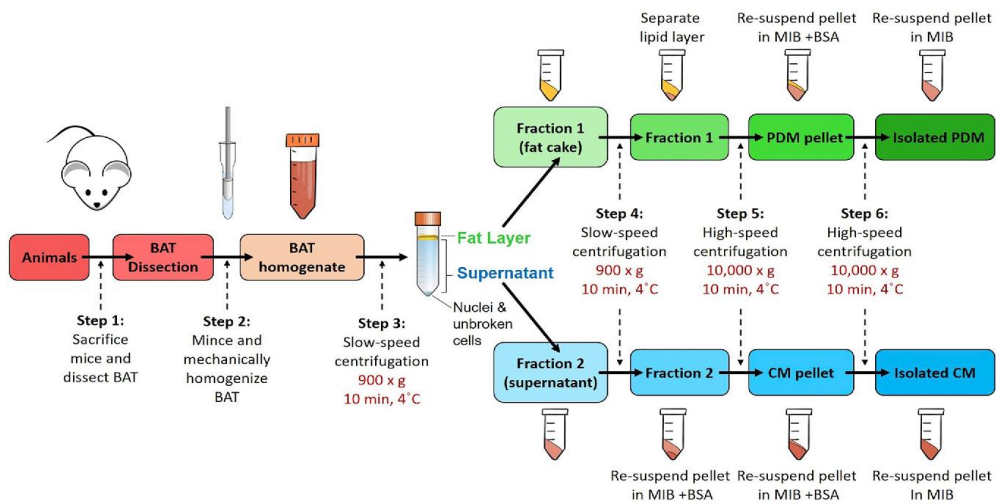 Separate
lipid layer
Re-suspend pellet
in MIB +BSA
Re-suspend pellet
in MIB
Fraction 1
(fat cake)
Fraction 1
PDM pellet
Isolated PDM
Animals
BAT
Dissection
BAT
homogenate
Fat Layer
Supernatant
Nuclei &
unbroken
cells
Step 1:
Sacrifice
mice and
dissect BAT
Step 2:
Mince and
mechanically
homogenize
BAT
Step 3:
Slow-speed
centrifugation
900 x g
10 min, 4˚C
Step 4:
Slow-speed
centrifugation
900 x g
10 min, 4˚C
Step 5:
High-speed
centrifugation
10,000 x g
10 min, 4˚C
Step 6:
High-speed
centrifugation
10,000 x g
10 min, 4˚C
Fraction 2
(supernatant)
Fraction 2
CM pellet
Isolated CM
Re-suspend pellet
in MIB +BSA
Re-suspend pellet
in MIB +BSA
Re-suspend pellet
In MIB